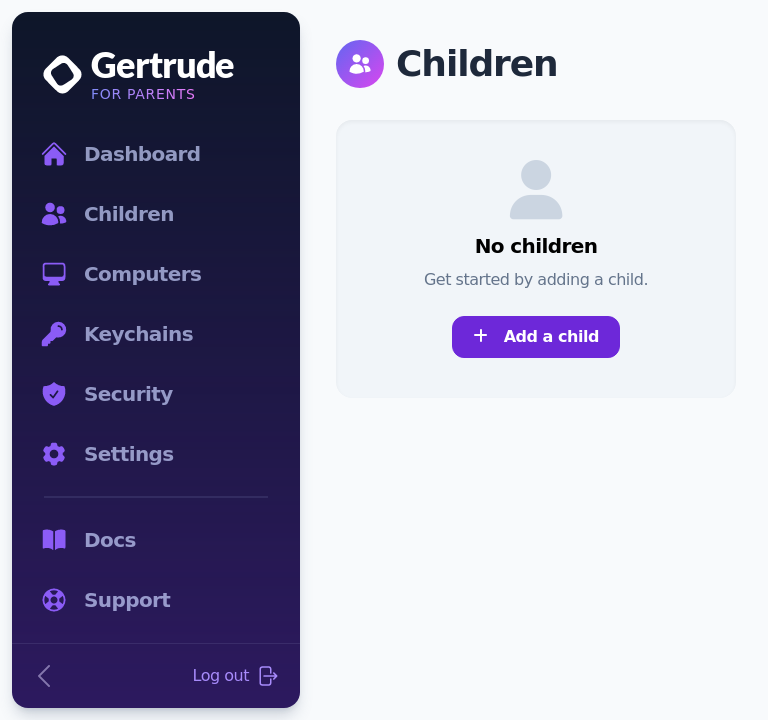 Gertrude
FOR PARENTS
Dashboard
Children
Computers
Keychains
Security
Settings
Docs
Support
Log out
Children
No children
Get started by adding a child.
Add a child